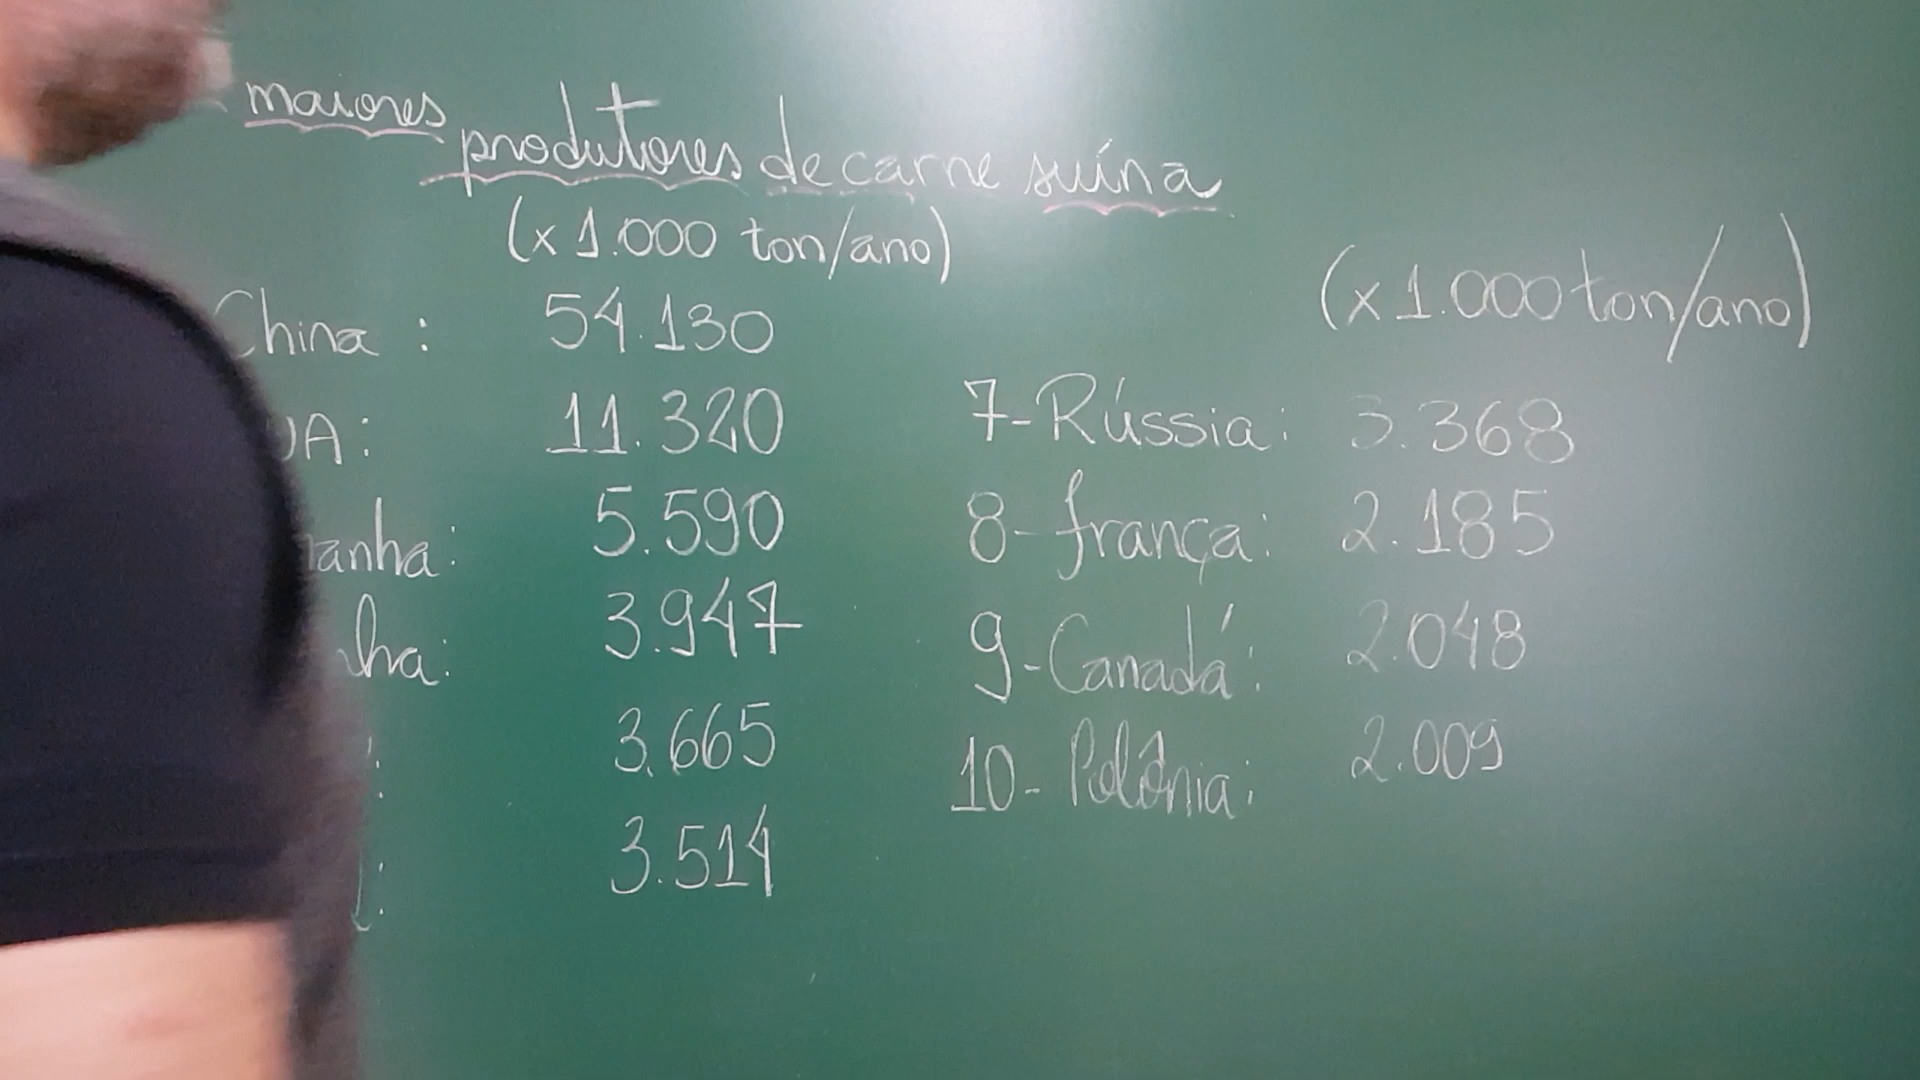 maiores
produtores de carne suína
(x 1.000 ton/ano)
China : 54.130
UA: 11.320
anha: 5.590
lha: 3.947
: 3.665
l: 3.514
(x 1.000 ton/ano)
7-Rússia: 3.368
8-frança: 2.185
9-Canadá: 2.048
10-Polônia: 2.009